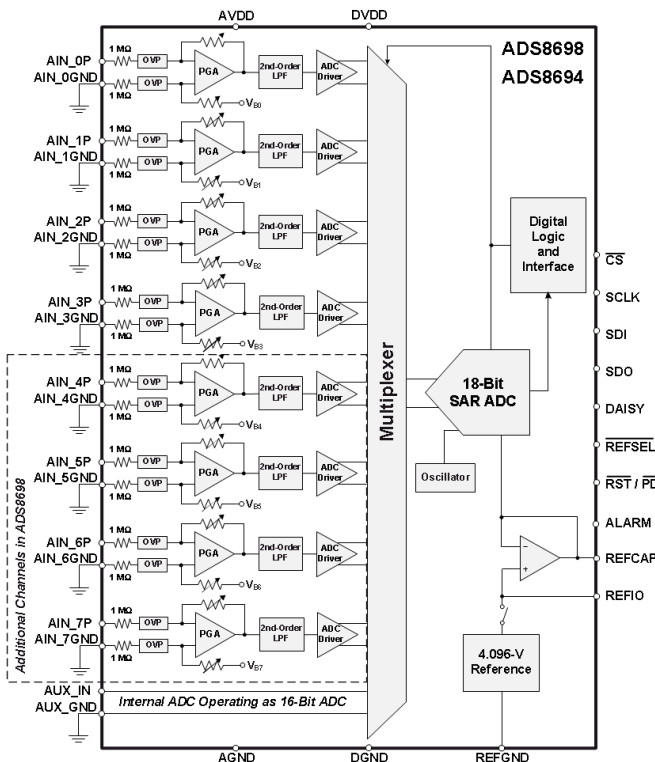 AVDD
DVDD
ADS8698
ADS8694
AIN_0P
AIN_0GND
1 MΩ
OVP
OVP
1 MΩ
PGA
VB0
2nd-Order
LPF
ADC
Driver
AIN_1P
AIN_1GND
1 MΩ
OVP
OVP
1 MΩ
PGA
VB1
2nd-Order
LPF
ADC
Driver
AIN_2P
AIN_2GND
1 MΩ
OVP
OVP
1 MΩ
PGA
VB2
2nd-Order
LPF
ADC
Driver
AIN_3P
AIN_3GND
1 MΩ
OVP
OVP
1 MΩ
PGA
VB3
2nd-Order
LPF
ADC
Driver
Additional Channels in ADS8698
AIN_4P
AIN_4GND
1 MΩ
OVP
OVP
1 MΩ
PGA
VB4
2nd-Order
LPF
ADC
Driver
AIN_5P
AIN_5GND
1 MΩ
OVP
OVP
1 MΩ
PGA
VB5
2nd-Order
LPF
ADC
Driver
AIN_6P
AIN_6GND
1 MΩ
OVP
OVP
1 MΩ
PGA
VB6
2nd-Order
LPF
ADC
Driver
AIN_7P
AIN_7GND
1 MΩ
OVP
OVP
1 MΩ
PGA
VB7
2nd-Order
LPF
ADC
Driver
AUX_IN
AUX_GND
Internal ADC Operating as 16-Bit ADC
Multiplexer
18-Bit
SAR ADC
Oscillator
Digital
Logic
and
Interface
−
+
4.096-V
Reference
CS
SCLK
SDI
SDO
DAISY
REFSEL
RST / PD
ALARM
REFCAP
REFIO
AGND
DGND
REFGND